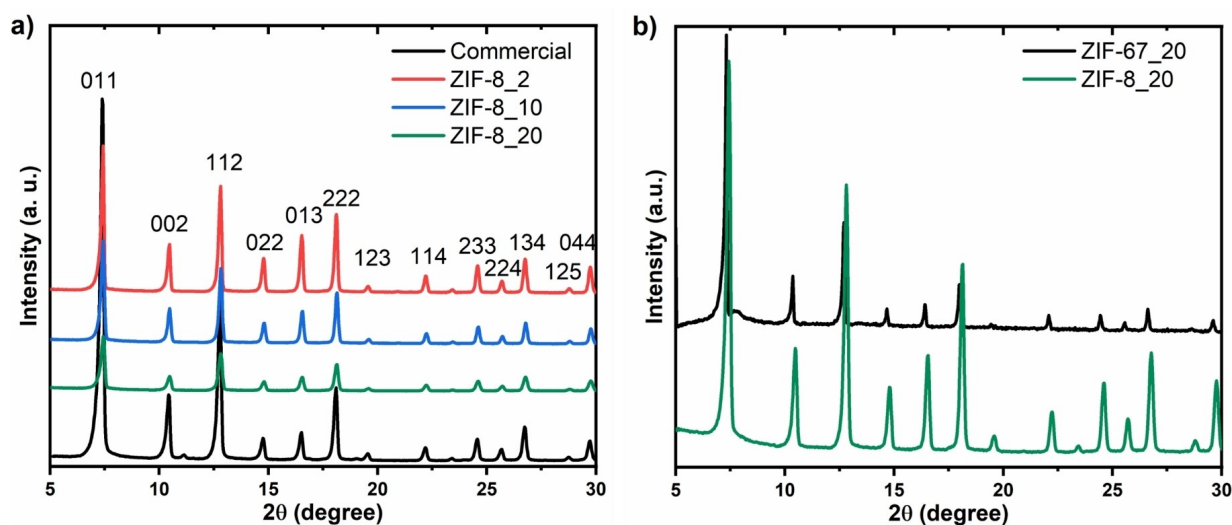 a)
Commercial
ZIF-8_2
ZIF-8_10
ZIF-8_20
011
002
112
022
013
222
123
114
233
224
134
125
044
Intensity (a. u.)
5 10 15 20 25 30
2θ (degree)
b)
ZIF-67_20
ZIF-8_20
Intensity (a.u.)
5 10 15 20 25 30
2θ (degree)